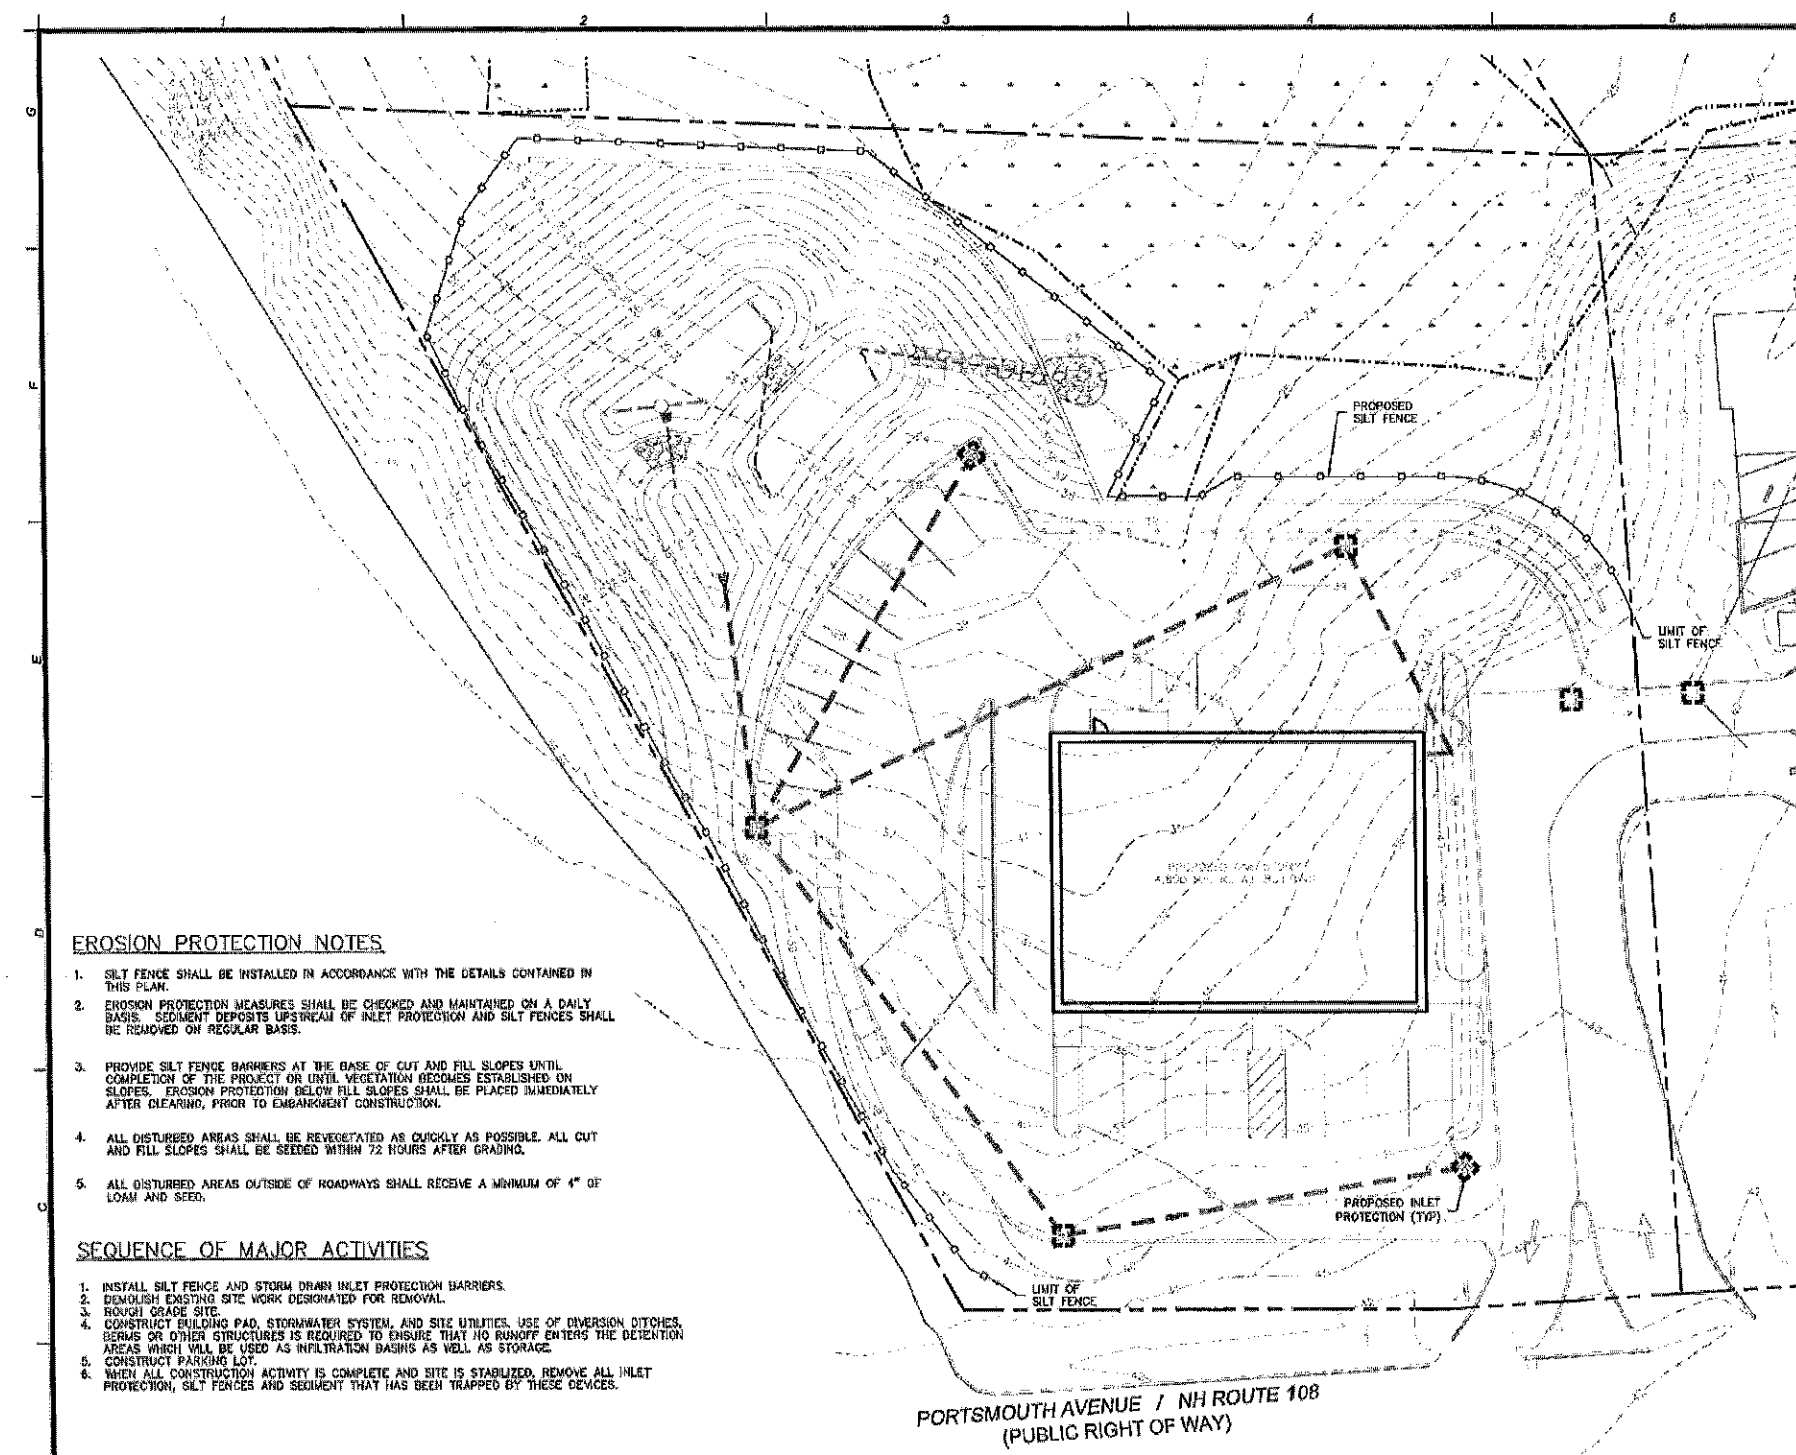 1 2 3 4 5
G
F
E
D
C
PROPOSED
SILT FENCE
LIMIT OF
SILT FENCE
PROPOSED INLET
PROTECTION (TYP)
LIMIT OF
SILT FENCE
EROSION PROTECTION NOTES
1. SILT FENCE SHALL BE INSTALLED IN ACCORDANCE WITH THE DETAILS CONTAINED IN
THIS PLAN.
2. EROSION PROTECTION MEASURES SHALL BE CHECKED AND MAINTAINED ON A DAILY
BASIS. SEDIMENT DEPOSITS UPSTREAM OF INLET PROTECTION AND SILT FENCES SHALL
BE REMOVED ON REGULAR BASIS.
3. PROVIDE SILT FENCE BARRIERS AT THE BASE OF CUT AND FILL SLOPES UNTIL
COMPLETION OF THE PROJECT OR UNTIL VEGETATION BECOMES ESTABLISHED ON
SLOPES. EROSION PROTECTION BELOW FILL SLOPES SHALL BE PLACED IMMEDIATELY
AFTER CLEARING, PRIOR TO EMBANKMENT CONSTRUCTION.
4. ALL DISTURBED AREAS SHALL BE REVEGETATED AS QUICKLY AS POSSIBLE. ALL CUT
AND FILL SLOPES SHALL BE SEEDED WITHIN 72 HOURS AFTER GRADING.
5. ALL DISTURBED AREAS OUTSIDE OF ROADWAYS SHALL RECEIVE A MINIMUM OF 4" OF
LOAM AND SEED.
SEQUENCE OF MAJOR ACTIVITIES
1. INSTALL SILT FENCE AND STORM DRAIN INLET PROTECTION BARRIERS.
2. DEMOLISH EXISTING SITE WORK DESIGNATED FOR REMOVAL.
3. ROUGH GRADE SITE.
4. CONSTRUCT BUILDING PAD, STORMWATER SYSTEM, AND SITE UTILITIES. USE OF DIVERSION DITCHES,
BERMS OR OTHER STRUCTURES IS REQUIRED TO ENSURE THAT NO RUNOFF ENTERS THE DETENTION
AREAS WHICH WILL BE USED AS INFILTRATION BASINS AS WELL AS STORAGE.
5. CONSTRUCT PARKING LOT.
6. WHEN ALL CONSTRUCTION ACTIVITY IS COMPLETE AND SITE IS STABILIZED, REMOVE ALL INLET
PROTECTION, SILT FENCES AND SEDIMENT THAT HAS BEEN TRAPPED BY THESE DEVICES.
PORTSMOUTH AVENUE / NH ROUTE 108
(PUBLIC RIGHT OF WAY)